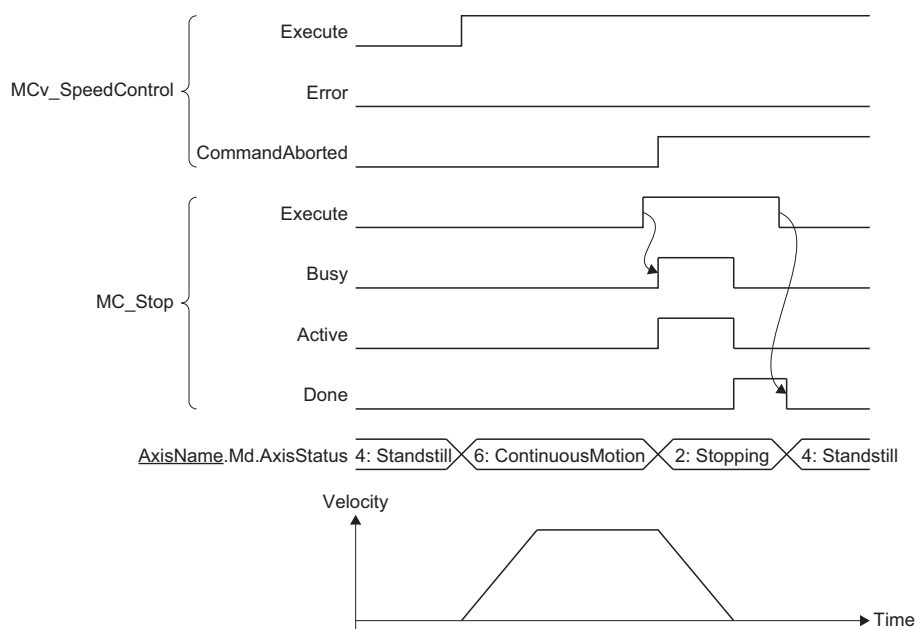 Execute
MCv_SpeedControl
Error
CommandAborted
Execute
Busy
MC_Stop
Active
Done
AxisName.Md.AxisStatus 4: Standstill 6: ContinuousMotion 2: Stopping 4: Standstill
Velocity
Time